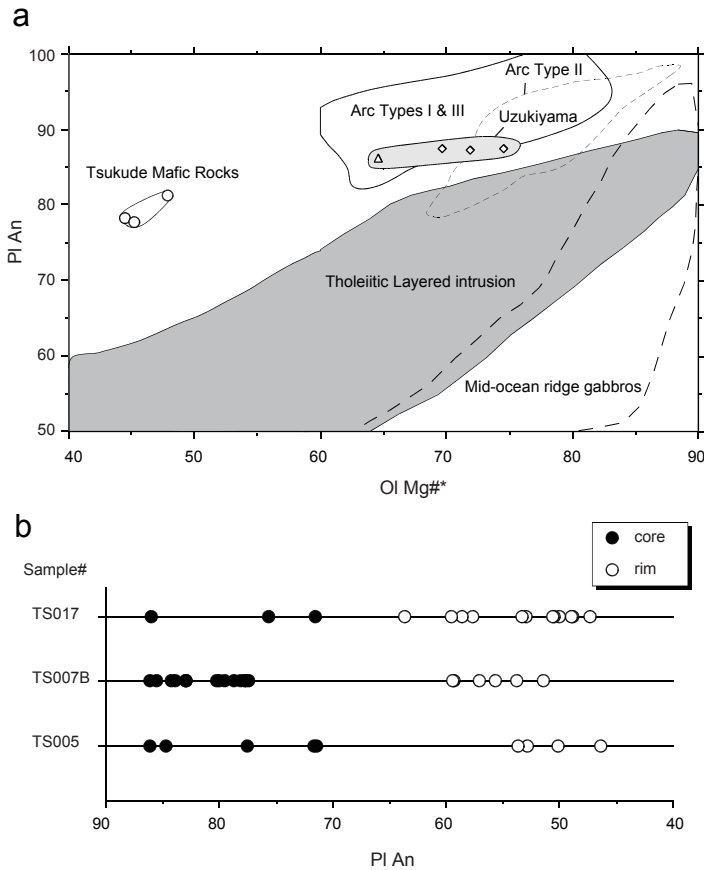 a
100
90
80
70
60
50
Pl An
Arc Type II
Arc Types I & III
Uzukiyama
Tsukude Mafic Rocks
Tholeiitic Layered intrusion
Mid-ocean ridge gabbros
40 50 60 70 80 90
Ol Mg#*
b
core
rim
Sample#
TS017
TS007B
TS005
90 80 70 60 50 40
Pl An